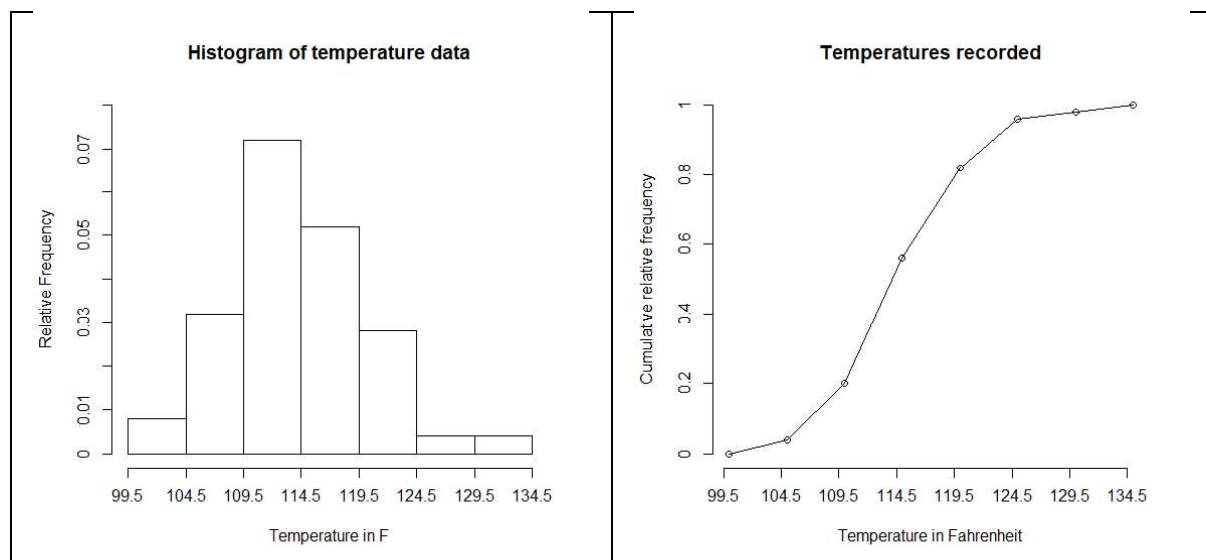 Histogram of temperature data
Relative Frequency
0.07
0.05
0.03
0.01
0
99.5 104.5 109.5 114.5 119.5 124.5 129.5 134.5
Temperature in F
Temperatures recorded
Cumulative relative frequency
1
0.8
0.6
0.4
0.2
0
99.5 104.5 109.5 114.5 119.5 124.5 129.5 134.5
Temperature in Fahrenheit